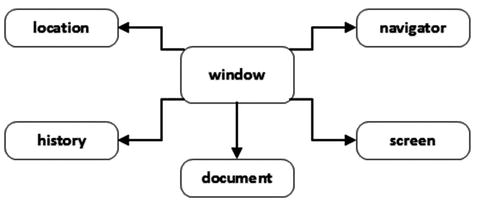 location
navigator
window
history
screen
document